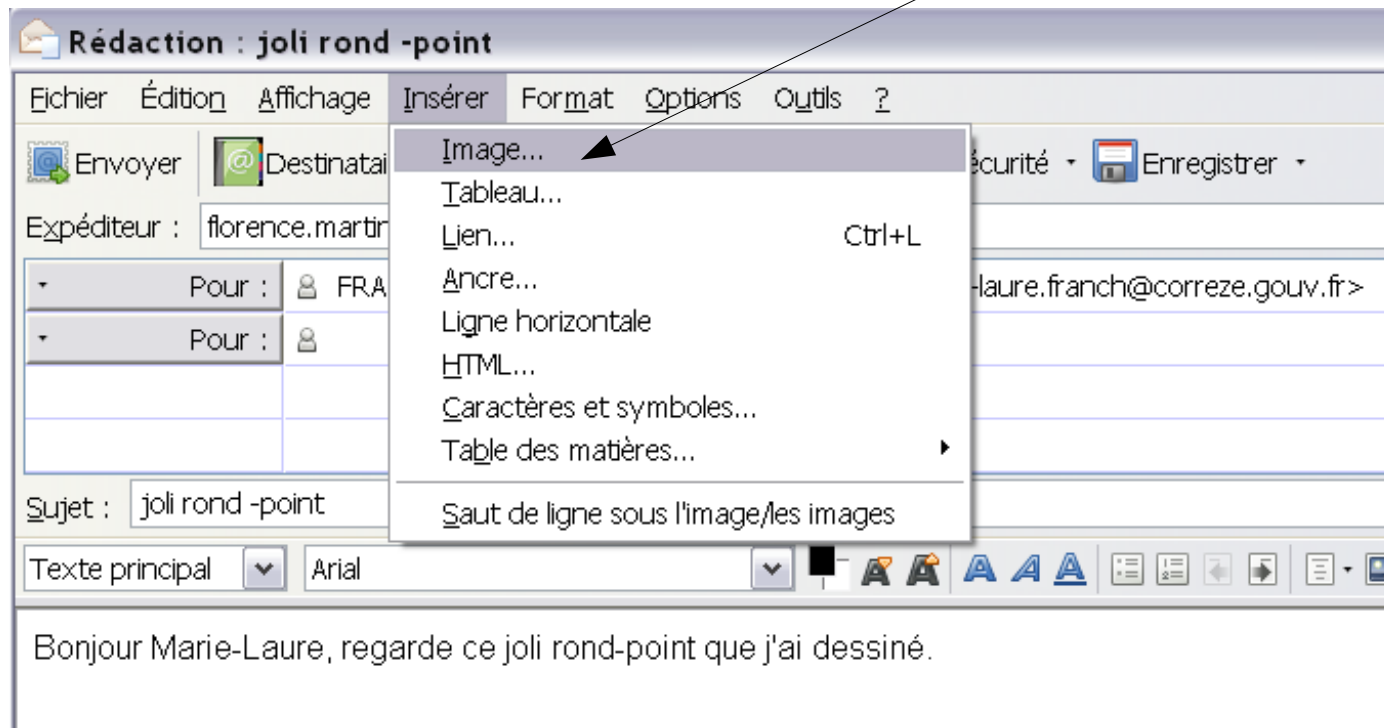 Rédaction : joli rond -point
Fichier Édition Affichage Insérer Format Options Outils ?
Envoyer Destinatai écurité Enregistrer
Image...
Tableau...
Expéditeur : florence.martin
Lien... Ctrl+L
Pour : FRA -laure.franch@correze.gouv.fr>
Ancre...
Ligne horizontale
Pour :
HTML...
Caractères et symboles...
Table des matières...
Sujet : joli rond -point
Saut de ligne sous l'image/les images
Texte principal Arial
Bonjour Marie-Laure, regarde ce joli rond-point que j'ai dessiné.